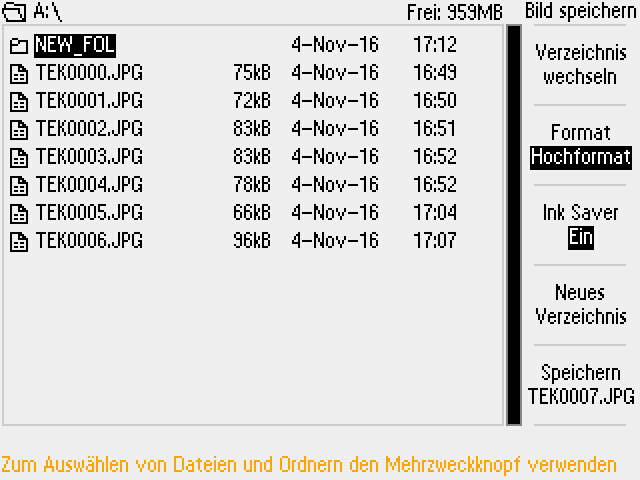 A:\ Frei: 959MB
NEW_FOL 4-Nov-16 17:12
TEK0000.JPG 75kB 4-Nov-16 16:49
TEK0001.JPG 72kB 4-Nov-16 16:50
TEK0002.JPG 83kB 4-Nov-16 16:51
TEK0003.JPG 83kB 4-Nov-16 16:52
TEK0004.JPG 78kB 4-Nov-16 16:52
TEK0005.JPG 66kB 4-Nov-16 17:04
TEK0006.JPG 96kB 4-Nov-16 17:07
Bild speichern
Verzeichnis
wechseln
Format
Hochformat
Ink Saver
Ein
Neues
Verzeichnis
Speichern
TEK0007.JPG
Zum Auswählen von Dateien und Ordnern den Mehrzweckknopf verwenden